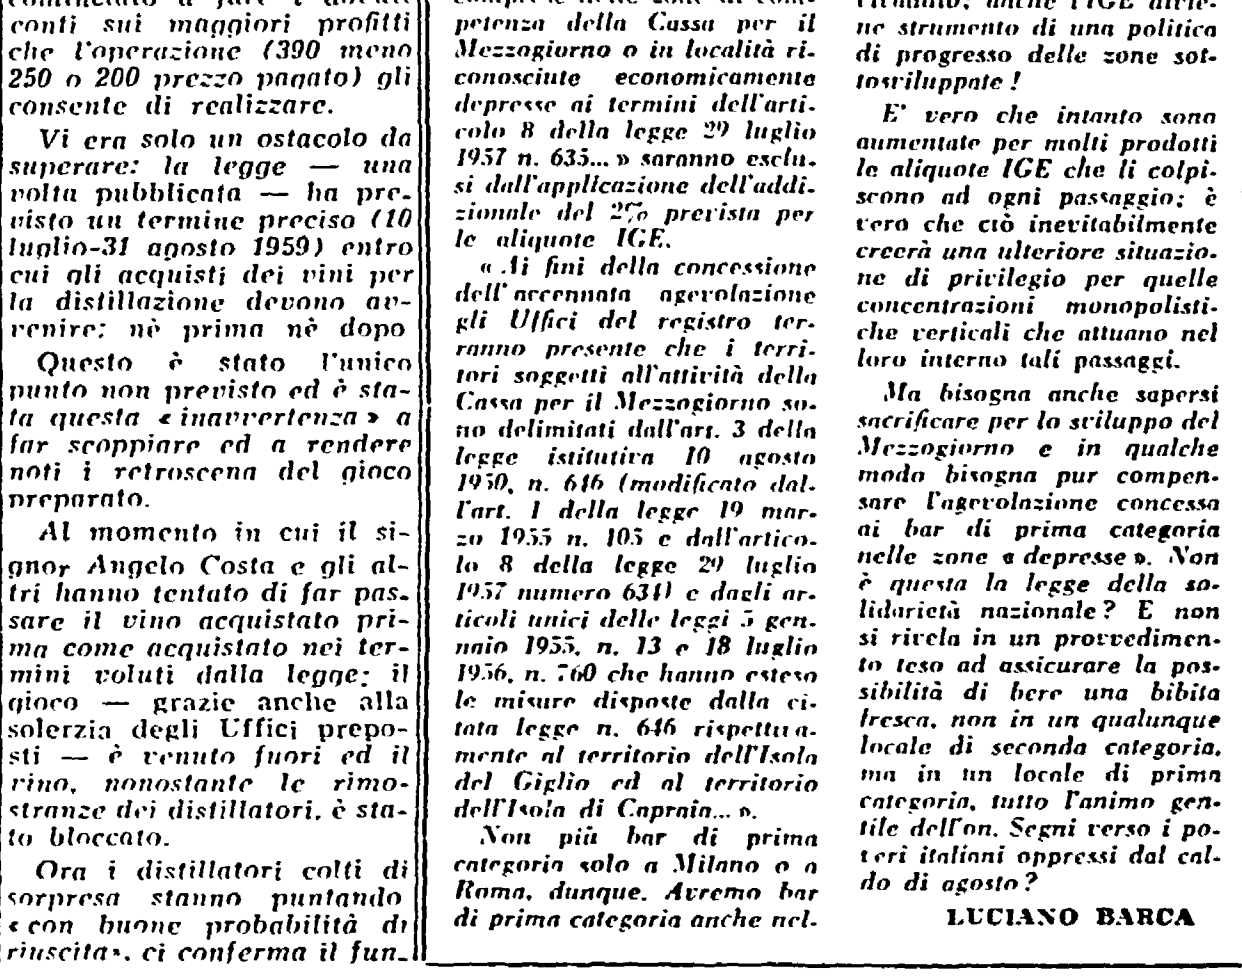 conti sui maggiori profitti
che l'operazione (390 meno
250 o 200 prezzo pagato) gli
consente di realizzare.
Vi era solo un ostacolo da
superare: la legge — una
volta pubblicata — ha pre-
visto un termine preciso (10
luglio-31 agosto 1959) entro
cui gli acquisti dei vini per
la distillazione devono av-
venire: nè prima nè dopo
Questo è stato l'unico
punto non previsto ed è sta-
ta questa « inavvertenza » a
far scoppiare ed a rendere
noti i retroscena del gioco
preparato.
Al momento in cui il si-
gnor Angelo Costa e gli al-
tri hanno tentato di far pas-
sare il vino acquistato pri-
ma come acquistato nei ter-
mini voluti dalla legge; il
gioco — grazie anche alla
solerzia degli Uffici prepo-
sti — è venuto fuori ed il
vino, nonostante le rimo-
stranze dei distillatori, è sta-
to bloccato.
Ora i distillatori colti di
sorpresa stanno puntando
« con buone probabilità di
riuscita », ci conferma il fun-
petenza della Cassa per il
Mezzogiorno o in località ri-
conosciute economicamente
depresse ai termini dell'arti-
colo 8 della legge 29 luglio
1957 n. 635... » saranno esclu-
si dall'applicazione dell'addi-
zionale del 2% prevista per
le aliquote IGE.
« Ai fini della concessione
dell'accennata agevolazione
gli Uffici del registro ter-
ranno presente che i terri-
tori soggetti all'attività della
Cassa per il Mezzogiorno so-
no delimitati dall'art. 3 della
legge istitutiva 10 agosto
1950, n. 646 (modificato dal-
l'art. 1 della legge 19 mar-
zo 1955 n. 105 e dall'artico-
lo 8 della legge 29 luglio
1957 numero 634) e dagli ar-
ticoli unici delle leggi 5 gen-
naio 1955, n. 13 e 18 luglio
1956, n. 760 che hanno esteso
le misure disposte dalla ci-
tata legge n. 646 rispettiva-
mente al territorio dell'Isola
del Giglio ed al territorio
dell'Isola di Capraia... ».
Non più bar di prima
categoria solo a Milano o a
Roma, dunque. Avremo bar
di prima categoria anche nel-
ne strumento di una politica
di progresso delle zone sot-
tosviluppate !
E' vero che intanto sono
aumentate per molti prodotti
le aliquote IGE che li colpi-
scono ad ogni passaggio; è
vero che ciò inevitabilmente
creerà una ulteriore situazio-
ne di privilegio per quelle
concentrazioni monopolisti-
che verticali che attuano nel
loro interno tali passaggi.
Ma bisogna anche sapersi
sacrificare per lo sviluppo del
Mezzogiorno e in qualche
modo bisogna pur compen-
sare l'agevolazione concessa
ai bar di prima categoria
nelle zone « depresse ». Non
è questa la legge della so-
lidarietà nazionale? E non
si rivela in un provvedimen-
to teso ad assicurare la pos-
sibilità di bere una bibita
fresca, non in un qualunque
locale di seconda categoria,
ma in un locale di prima
categoria, tutto l'animo gen-
tile dell'on. Segni verso i po-
veri italiani oppressi dal cal-
do di agosto?
LUCIANO BARCA